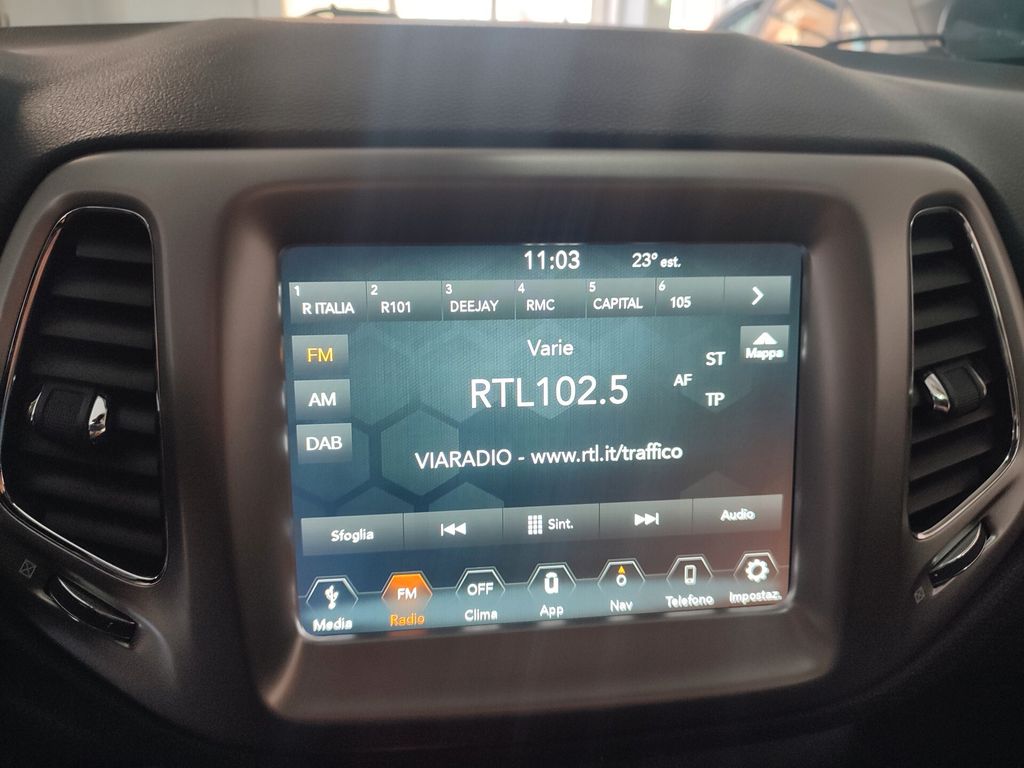 11:03 23° est.
1 R ITALIA 2 R101 3 DEEJAY 4 RMC 5 CAPITAL 6 105
FM Varie ST Mappa
AM RTL102.5 AF TP
DAB
VIARADIO - www.rtl.it/traffico
Sfoglia Sint. Audio
FM OFF
Media Radio Clima App Nav Telefono Impostaz.